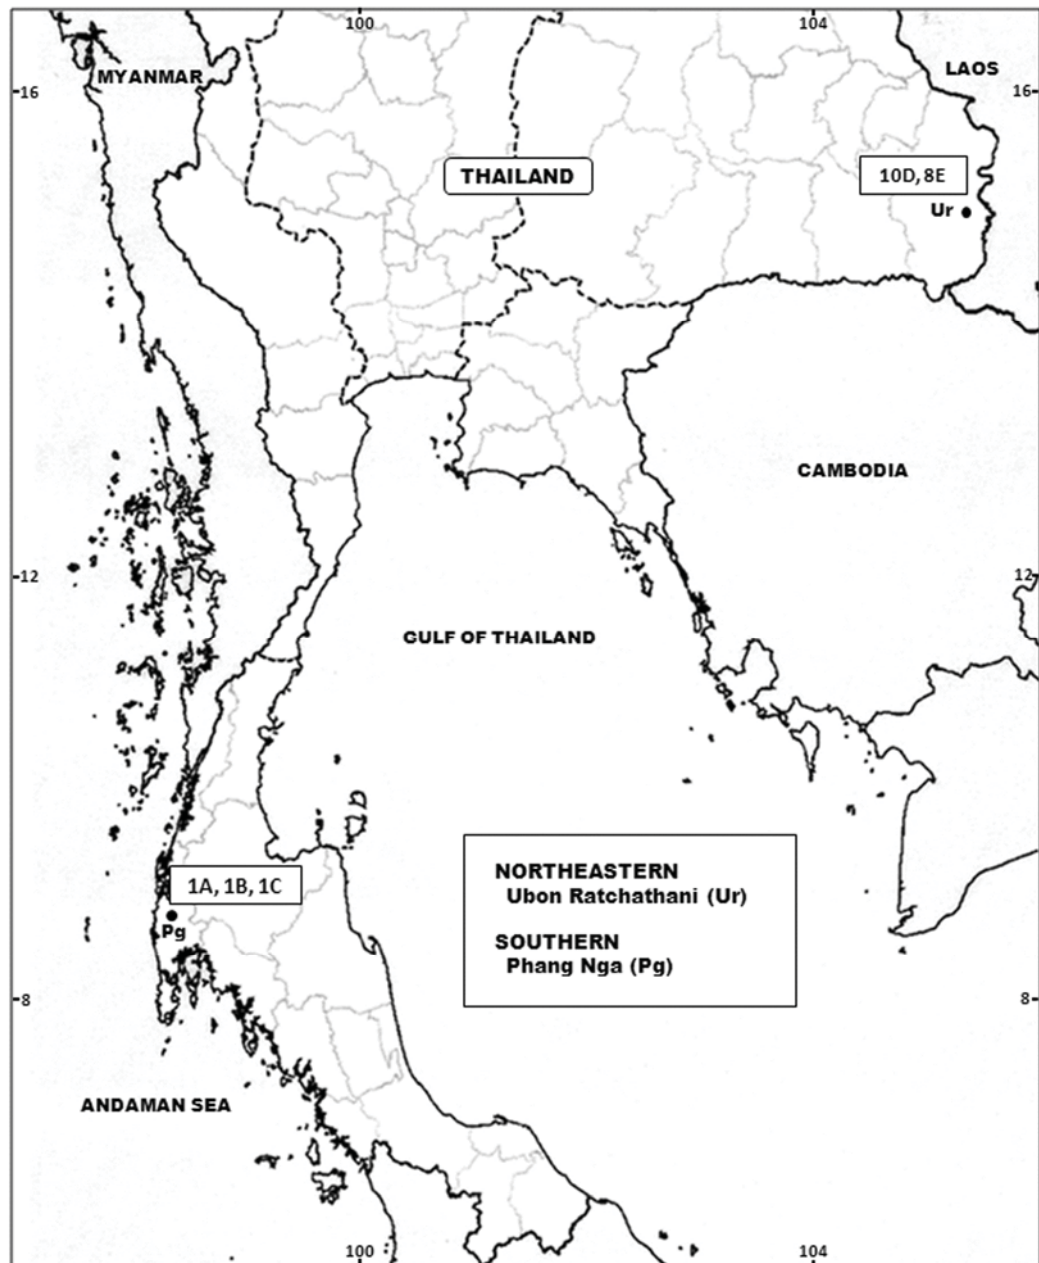 100
104
MYANMAR
LAOS
16
16
THAILAND
10D, 8E
Ur
CAMBODIA
12
12
GULF OF THAILAND
NORTHEASTERN
Ubon Ratchathani (Ur)
SOUTHERN
Phang Nga (Pg)
1A, 1B, 1C
Pg
8
8
ANDAMAN SEA
100
104